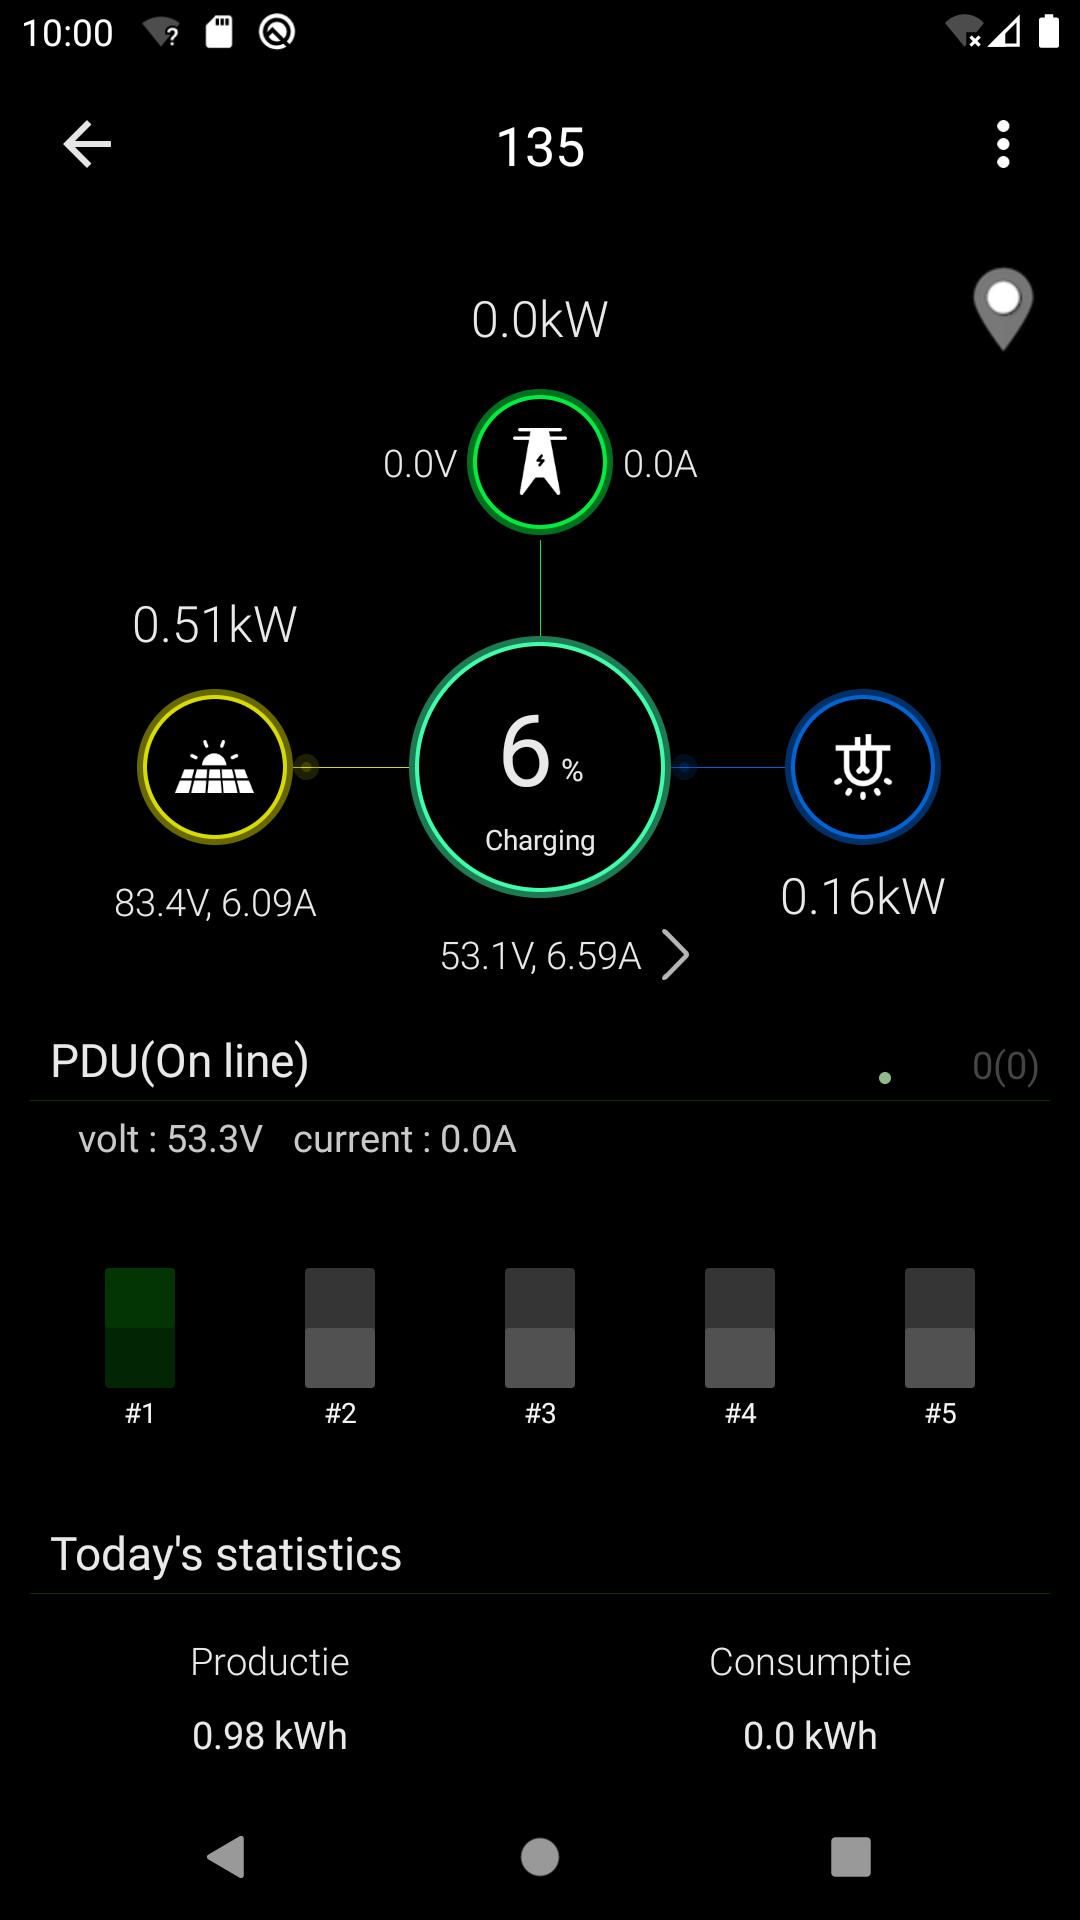 10:00
135
0.0kW
0.0V
0.0A
0.51kW
6 %
Charging
83.4V, 6.09A
0.16kW
53.1V, 6.59A
PDU(On line)
0(0)
volt : 53.3V current : 0.0A
#1 #2 #3 #4 #5
Today's statistics
Productie Consumptie
0.98 kWh 0.0 kWh